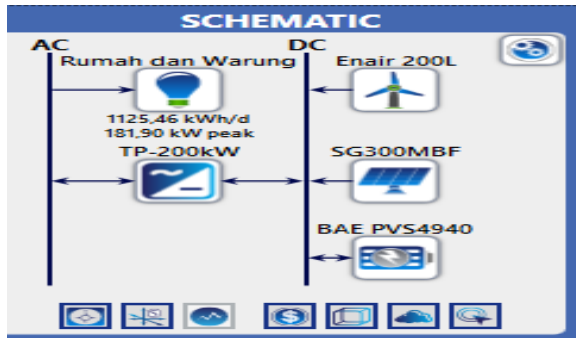 SCHEMATIC
AC DC
Rumah dan Warung Enair 200L
1125,46 kWh/d
181,90 kW peak
TP-200kW SG300MBF
BAE PVS4940